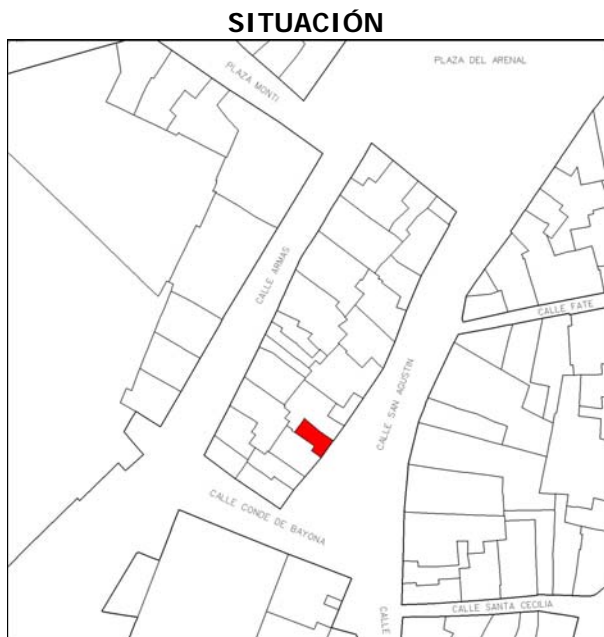 SITUACIÓN
PLAZA DEL ARENAL
PLAZA MONTI
CALLE ARMAS
CALLE FATE
CALLE SAN AGUSTIN
CALLE CONDE DE BAYONA
CALLE SANTA CECILIA
CALLE